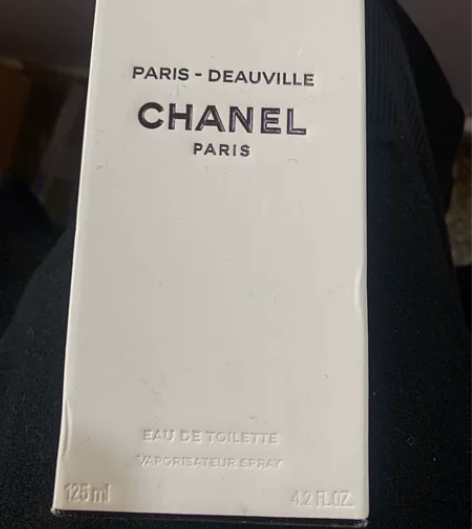 PARIS - DEAUVILLE
CHANEL
PARIS
EAU DE TOILETTE
VAPORISATEUR SPRAY
125 ml 4.2 FL.OZ.